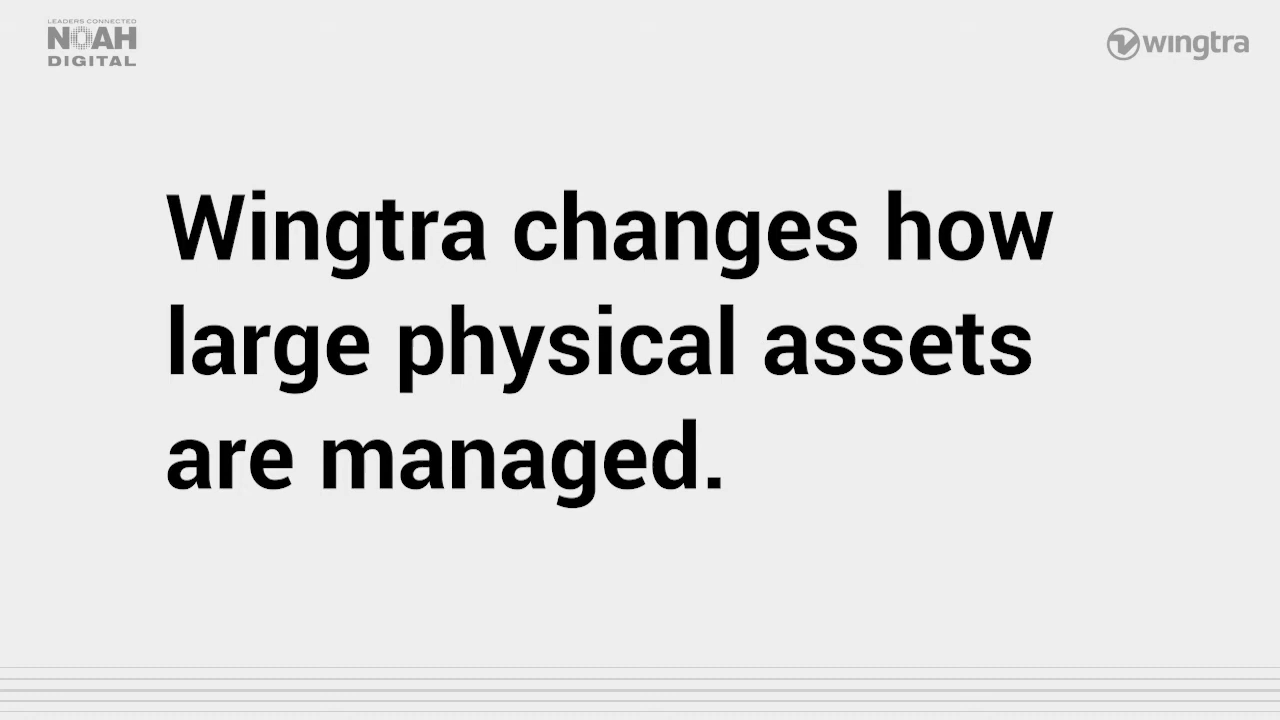 LEADERS CONNECTED
NOAH
DIGITAL
wingtra
Wingtra changes how
large physical assets
are managed.